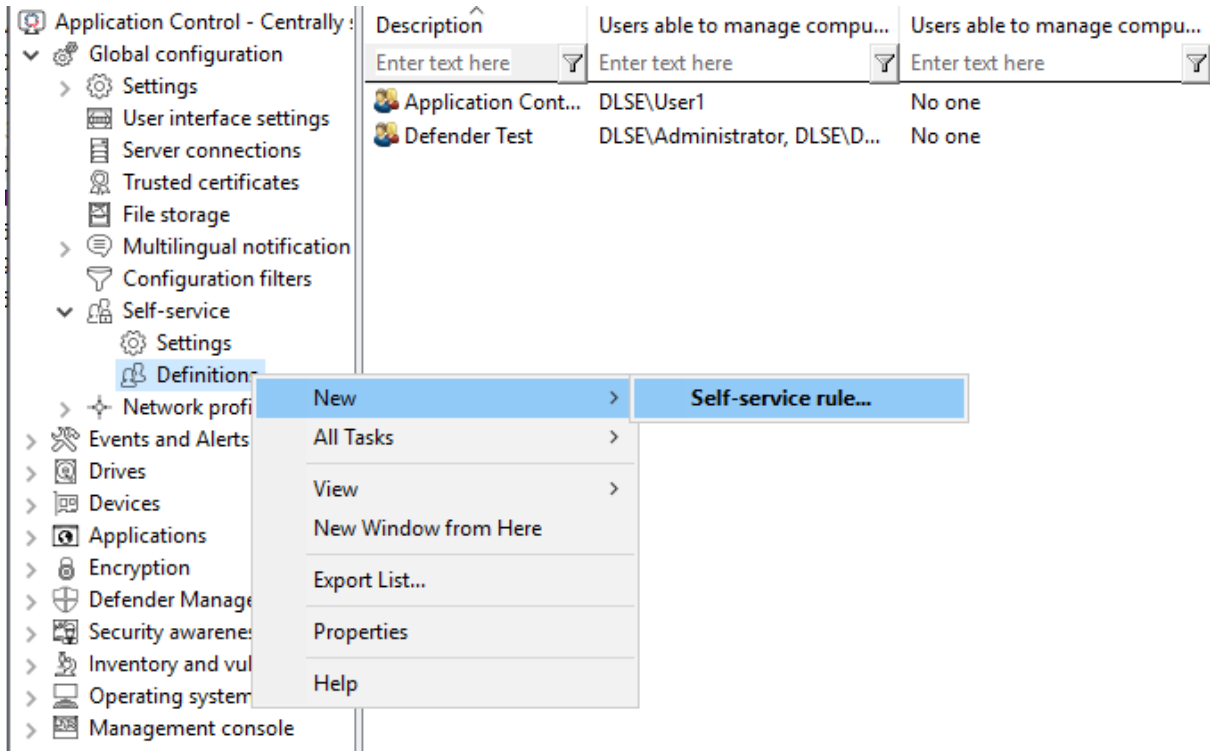 Application Control - Centrally
Global configuration
Settings
User interface settings
Server connections
Trusted certificates
File storage
Multilingual notification
Configuration filters
Self-service
Settings
Definitions
Network profi
Events and Alerts
Drives
Devices
Applications
Encryption
Defender Manage
Security awarenes
Inventory and vul
Operating system
Management console
Description Users able to manage compu... Users able to manage compu...
Enter text here Enter text here Enter text here
Application Cont... DLSE\User1 No one
Defender Test DLSE\Administrator, DLSE\D... No one
New
All Tasks
View
New Window from Here
Export List...
Properties
Help
Self-service rule...